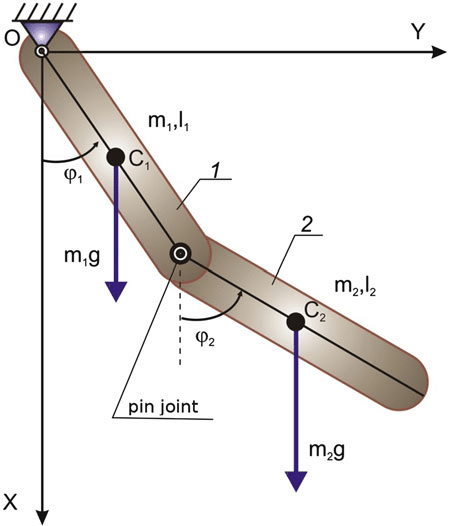 O
Y
m₁,l₁
C₁
φ₁
1
m₁g
2
m₂,l₂
C₂
φ₂
pin joint
m₂g
X